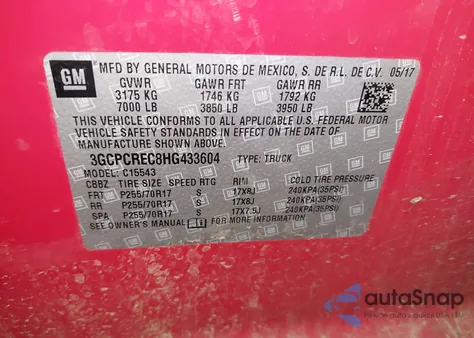 GM
MFD BY GENERAL MOTORS DE MEXICO, S. DE R.L. DE C.V. 05/17
GVWR GAWR FRT GAWR RR
3175 KG 1746 KG 1792 KG
7000 LB 3850 LB 3950 LB
THIS VEHICLE CONFORMS TO ALL APPLICABLE U.S. FEDERAL MOTOR
VEHICLE SAFETY STANDARDS IN EFFECT ON THE DATE OF
MANUFACTURE SHOWN ABOVE.
3GCPCREC8HG433604 TYPE: TRUCK
C15543
CBBZ TIRE SIZE SPEED RTG RIM COLD TIRE PRESSURE
FRT P255/70R17 S 17X8J 240KPA(35PSI)
RR P255/70R17 S 17X8J 240KPA(35PSI)
SPA P255/70R17 S 17X7.5J 240KPA(35PSI)
SEE OWNER'S MANUAL FOR MORE INFORMATION
autoSnap